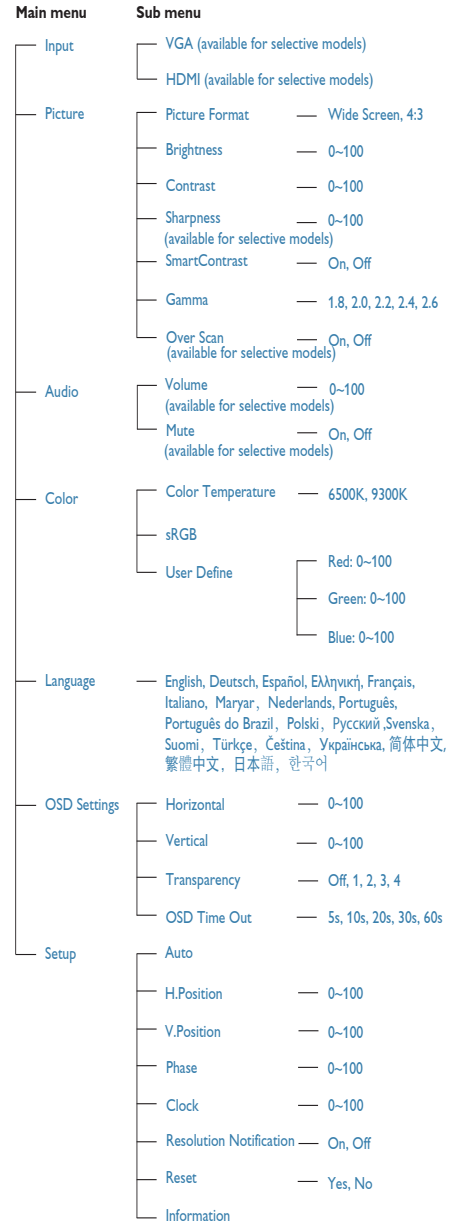 Main menu Sub menu
Input VGA (available for selective models)
HDMI (available for selective models)
Picture Picture Format Wide Screen, 4:3
Brightness 0~100
Contrast 0~100
Sharpness 0~100
(available for selective models)
SmartContrast On, Off
Gamma 1.8, 2.0, 2.2, 2.4, 2.6
Over Scan On, Off
(available for selective models)
Audio Volume 0~100
(available for selective models)
Mute On, Off
(available for selective models)
Color Color Temperature 6500K, 9300K
sRGB
User Define Red: 0~100
Green: 0~100
Blue: 0~100
Language English, Deutsch, Español, Ελληνική, Français,
Italiano, Maryar, Nederlands, Português,
Português do Brazil, Polski, Русский ,Svenska,
Suomi, Türkçe, Čeština, Українська, 简体中文,
繁體中文, 日本語, 한국어
OSD Settings Horizontal 0~100
Vertical 0~100
Transparency Off, 1, 2, 3, 4
OSD Time Out 5s, 10s, 20s, 30s, 60s
Setup Auto
H.Position 0~100
V.Position 0~100
Phase 0~100
Clock 0~100
Resolution Notification On, Off
Reset Yes, No
Information